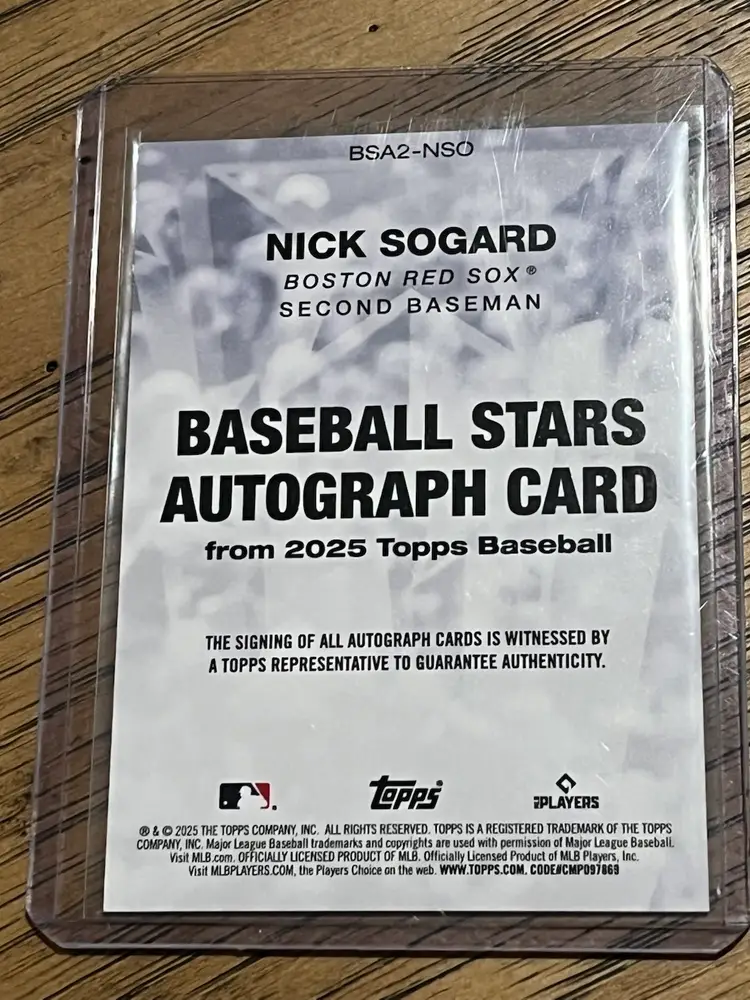 BSA2-NSO
NICK SOGARD
BOSTON RED SOX®
SECOND BASEMAN
BASEBALL STARS
AUTOGRAPH CARD
from 2025 Topps Baseball
THE SIGNING OF ALL AUTOGRAPH CARDS IS WITNESSED BY
A TOPPS REPRESENTATIVE TO GUARANTEE AUTHENTICITY.
topps® MLBPLAYERS
® & © 2025 THE TOPPS COMPANY, INC. ALL RIGHTS RESERVED. TOPPS IS A REGISTERED TRADEMARK OF THE TOPPS
COMPANY, INC. Major League Baseball trademarks and copyrights are used with permission of Major League Baseball.
Visit MLB.com. OFFICIALLY LICENSED PRODUCT OF MLB. Officially Licensed Product of MLB Players, Inc.
Visit MLBPLAYERS.COM, the Players Choice on the web. WWW.TOPPS.COM. CODE#CMP097869